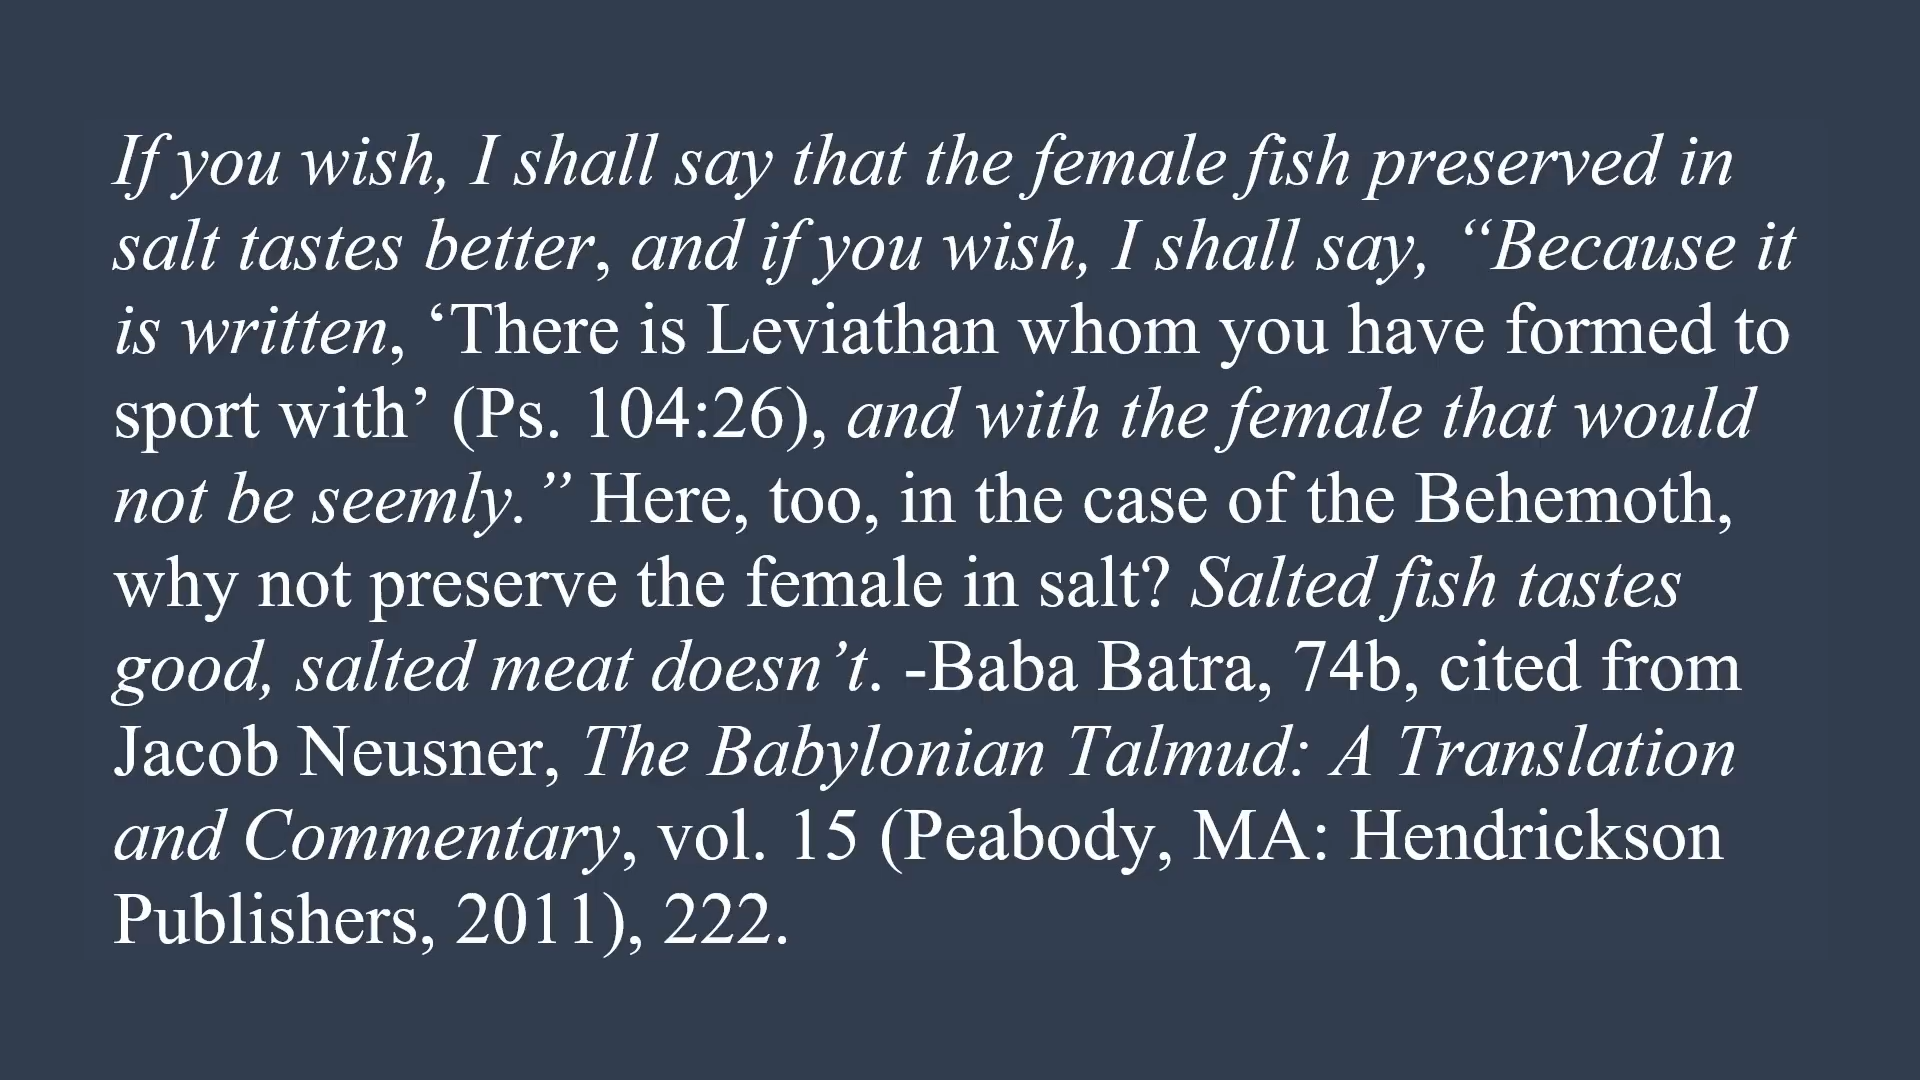 If you wish, I shall say that the female fish preserved in
salt tastes better, and if you wish, I shall say, “Because it
is written, ‘There is Leviathan whom you have formed to
sport with’ (Ps. 104:26), and with the female that would
not be seemly.” Here, too, in the case of the Behemoth,
why not preserve the female in salt? Salted fish tastes
good, salted meat doesn’t. -Baba Batra, 74b, cited from
Jacob Neusner, The Babylonian Talmud: A Translation
and Commentary, vol. 15 (Peabody, MA: Hendrickson
Publishers, 2011), 222.